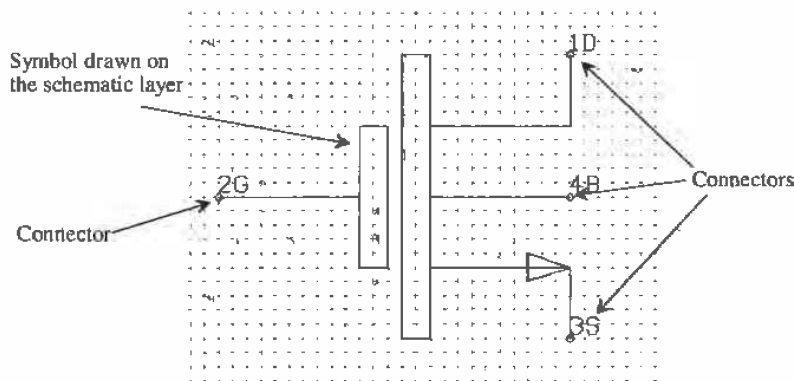 1D
Symbol drawn on
the schematic layer
2G
4B
Connectors
Connector
3S